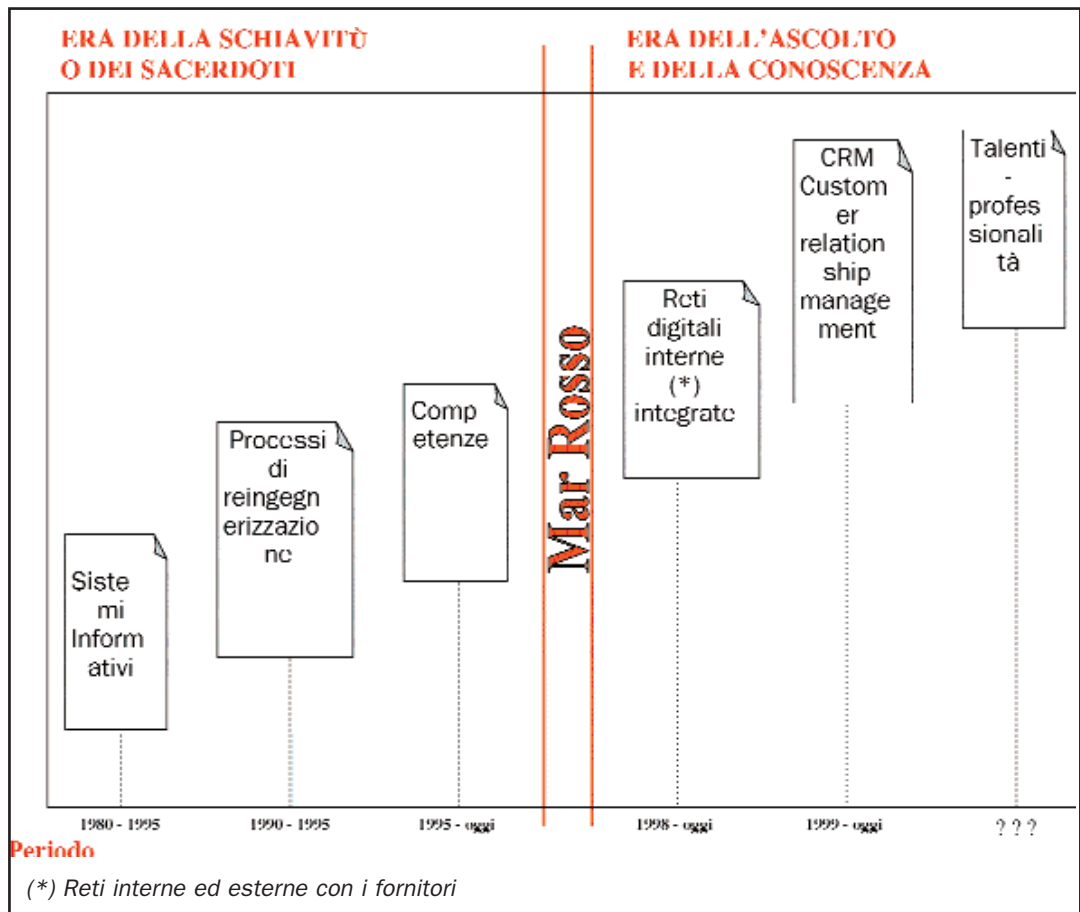 ERA DELLA SCHIAVITÙ
O DEI SACERDOTI
ERA DELL'ASCOLTO
E DELLA CONOSCENZA
Siste
mi
Inform
ativi
Processi
di
reingegn
erizzazio
ne
Comp
etenze
Mar Rosso
Reti
digitali
interne
(*)
integrate
CRM
Custom
er
relation
ship
manage
ment
Talenti
-
profes
sionali
tà
1980 - 1995
1990 - 1995
1995 - oggi
1998 - oggi
1999 - oggi
? ? ?
Periodo
(*) Reti interne ed esterne con i fornitori